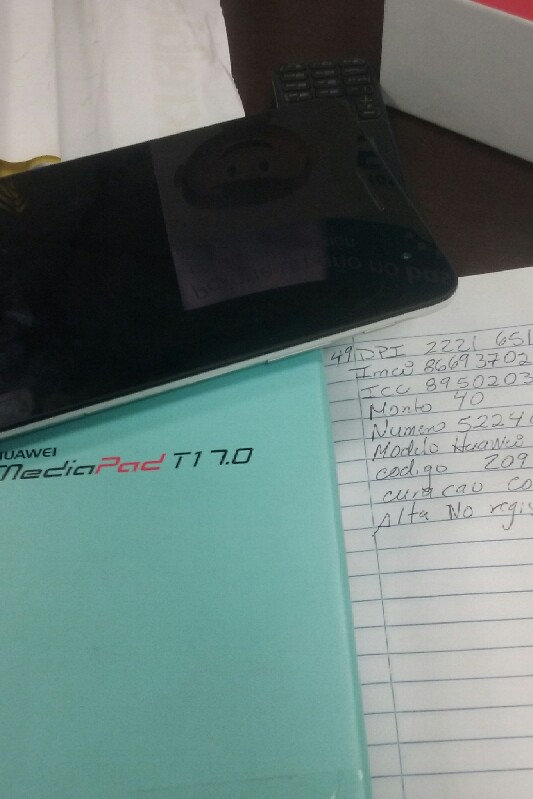 HUAWEI
MediaPad T1 7.0
49 DPI 2221 651
Imei 86693702
ICC 8950203
Monto 40
Numero 52240
Modelo Huawei
codigo 209
curacao Co
Alta No regis